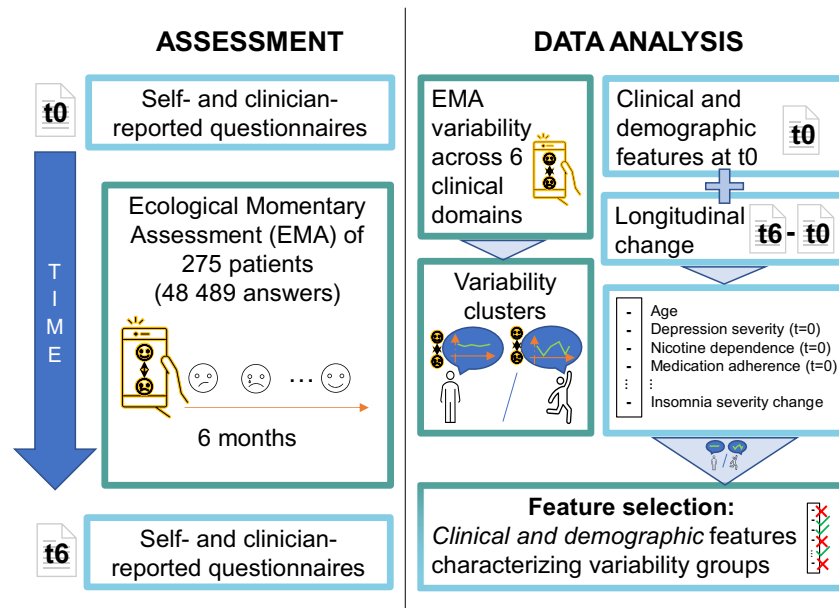 ASSESSMENT
t0
Self- and clinician-
reported questionnaires
TIME
Ecological Momentary
Assessment (EMA) of
275 patients
(48 489 answers)
...
6 months
t6
Self- and clinician-
reported questionnaires
DATA ANALYSIS
EMA
variability
across 6
clinical
domains
Clinical and
demographic
features at t0
t0
Longitudinal
change
t6 - t0
Variability
clusters
- Age
- Depression severity (t=0)
- Nicotine dependence (t=0)
- Medication adherence (t=0)
⋮ ⋮
- Insomnia severity change
Feature selection:
Clinical and demographic features
characterizing variability groups